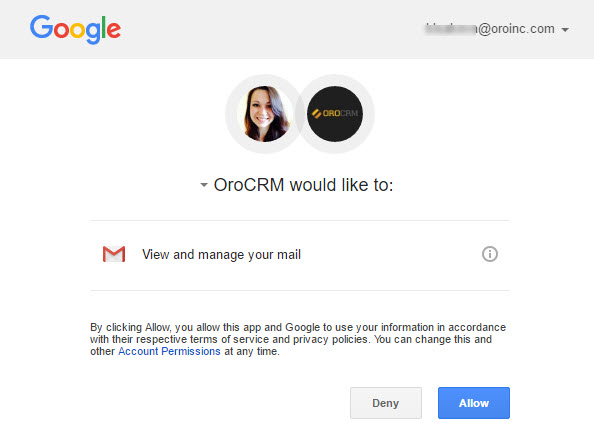 Google
@oroinc.com
OROCRM
OroCRM would like to:
View and manage your mail
By clicking Allow, you allow this app and Google to use your information in accordance
with their respective terms of service and privacy policies. You can change this and
other Account Permissions at any time.
Deny
Allow